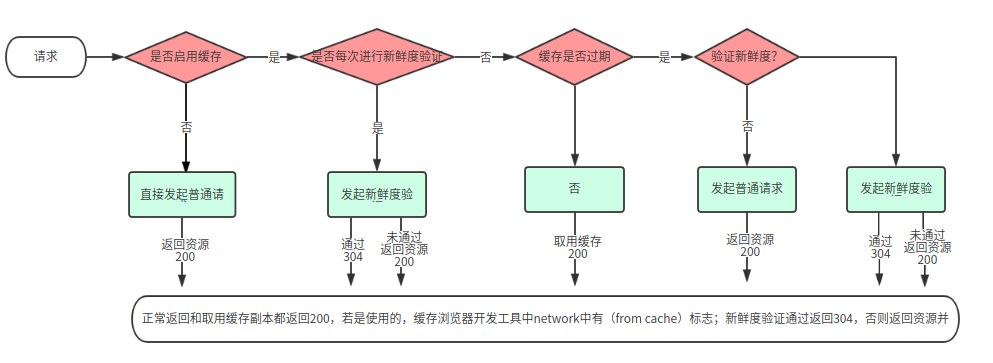 请求
是否启用缓存
是
是否每次进行新鲜度验证
否
缓存是否过期
是
验证新鲜度？
否
是
否
直接发起普通请
发起新鲜度验
否
发起普通请求
发起新鲜度验
返回资源
200
通过
304
未通过
返回资源
200
取用缓存
200
返回资源
200
通过
304
未通过
返回资源
200
正常返回和取用缓存副本都返回200，若是使用的，缓存浏览器开发工具中network中有（from cache）标志；新鲜度验证通过返回304，否则返回资源并